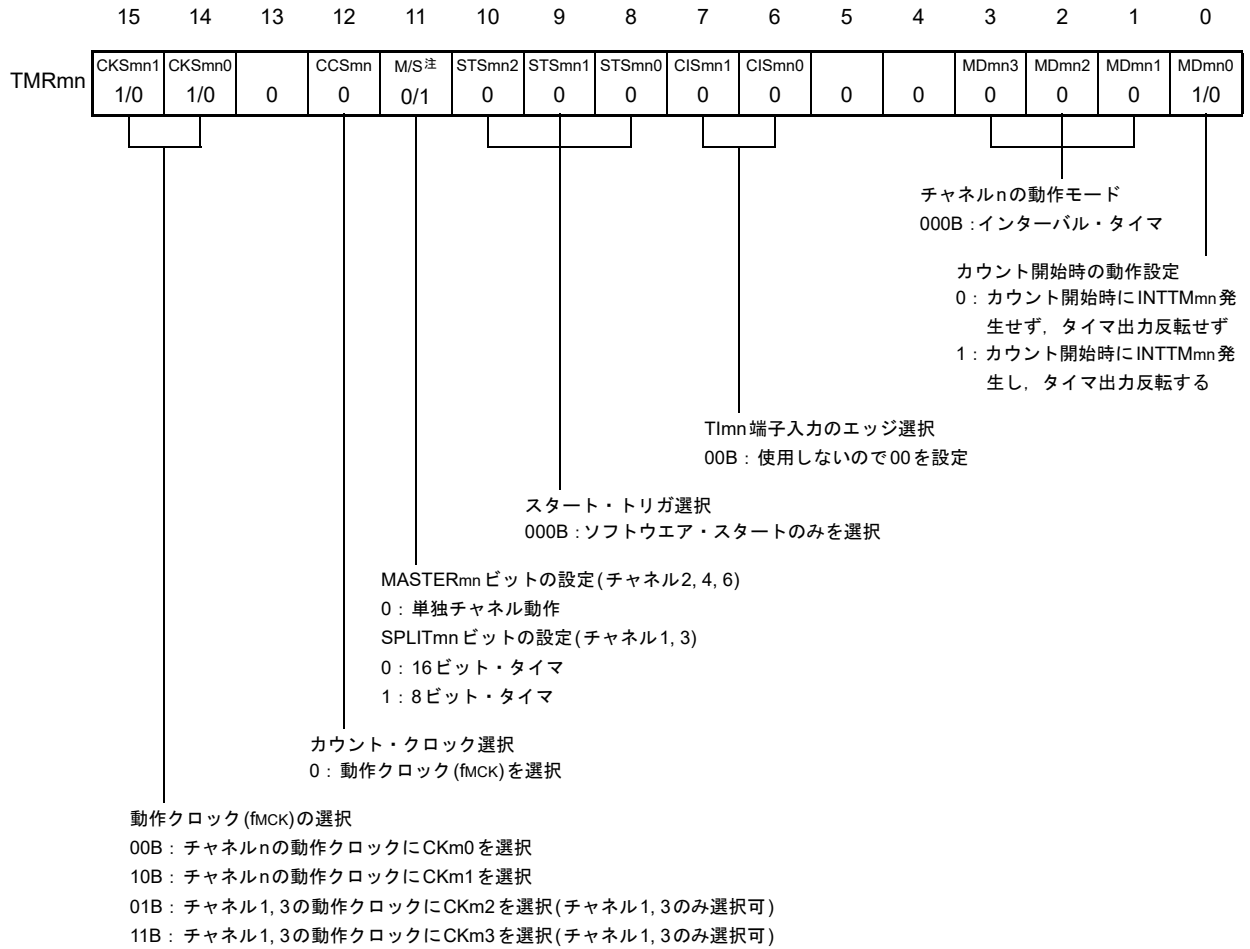 15 14 13 12 11 10 9 8 7 6 5 4 3 2 1 0
TMRmn
CKSmn1 CKSmn0 CCSmn M/S注 STSmn2 STSmn1 STSmn0 CISmn1 CISmn0 MDmn3 MDmn2 MDmn1 MDmn0
1/0 1/0 0 0 0/1 0 0 0 0 0 0 0 0 0 0 1/0
チャネルnの動作モード
000B：インターバル・タイマ
カウント開始時の動作設定
0：カウント開始時にINTTMmn発
生せず，タイマ出力反転せず
1：カウント開始時にINTTMmn発
生し，タイマ出力反転する
TImn端子入力のエッジ選択
00B：使用しないので00を設定
スタート・トリガ選択
000B：ソフトウエア・スタートのみを選択
MASTERmnビットの設定(チャネル2, 4, 6)
0：単独チャネル動作
SPLITmnビットの設定(チャネル1, 3)
0：16ビット・タイマ
1：8ビット・タイマ
カウント・クロック選択
0：動作クロック(fMCK)を選択
動作クロック(fMCK)の選択
00B：チャネルnの動作クロックにCKm0を選択
10B：チャネルnの動作クロックにCKm1を選択
01B：チャネル1, 3の動作クロックにCKm2を選択(チャネル1, 3のみ選択可)
11B：チャネル1, 3の動作クロックにCKm3を選択(チャネル1, 3のみ選択可)